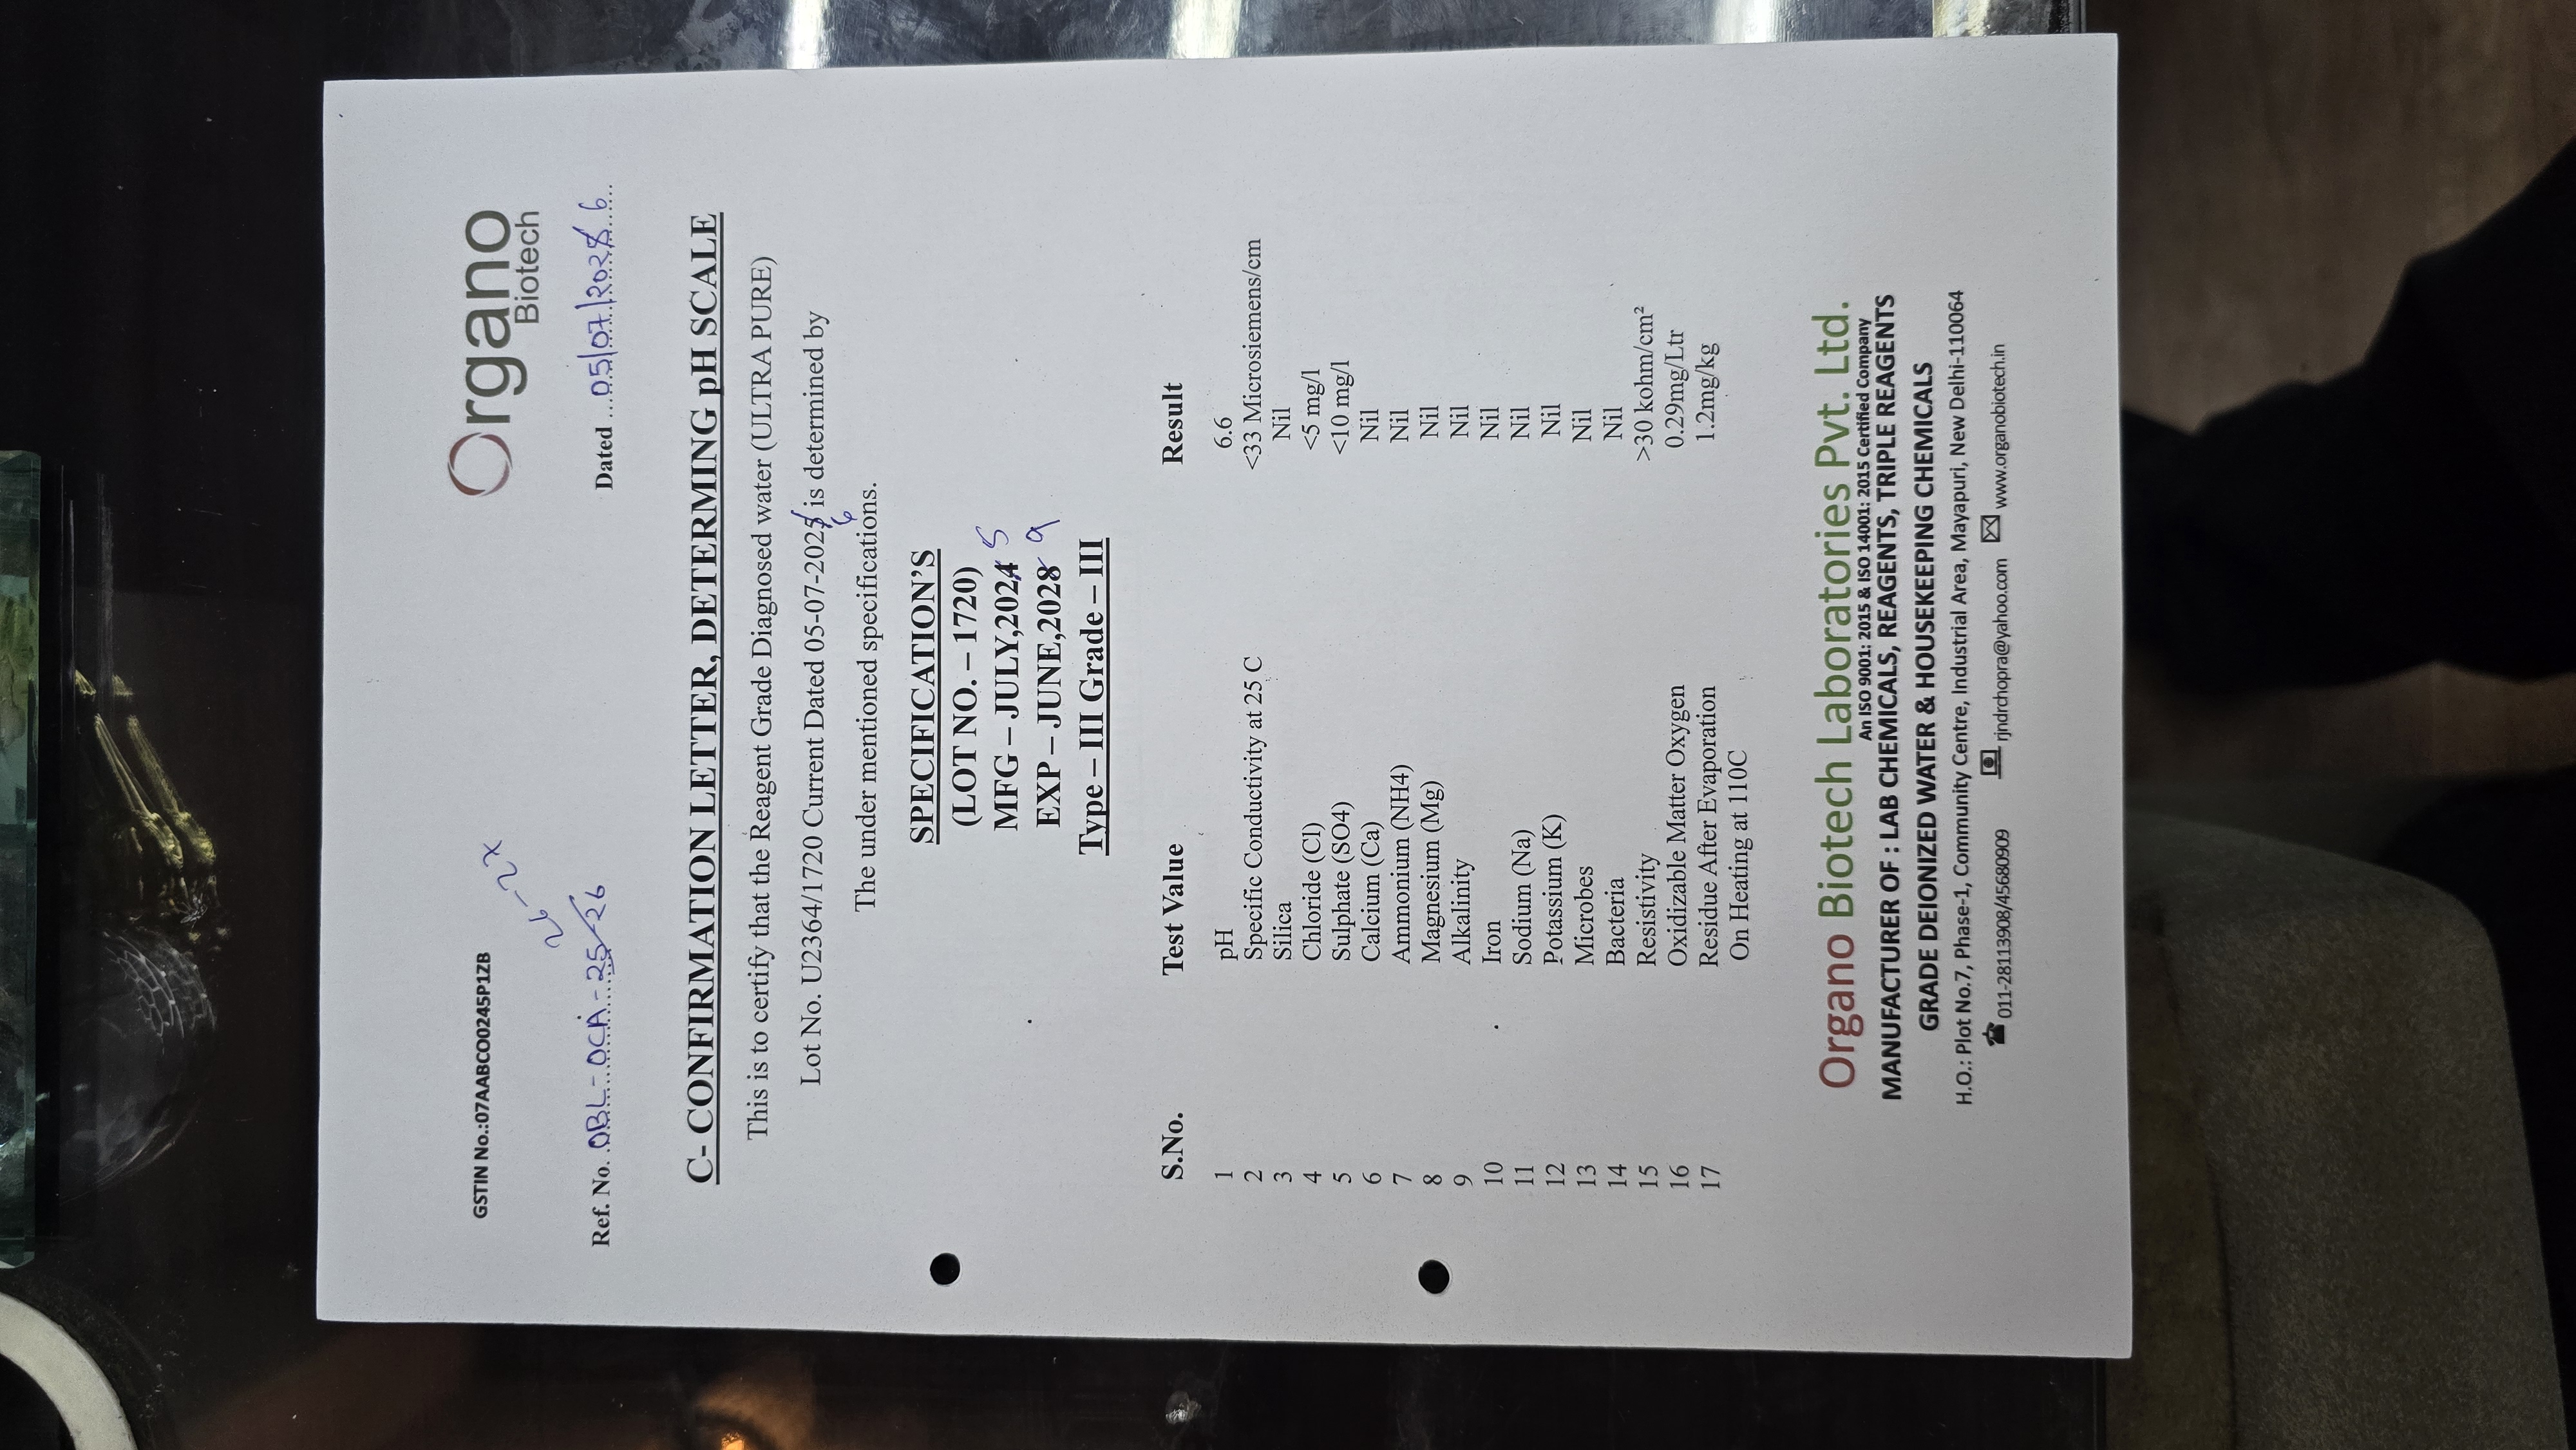 GSTIN No.:07AABCO0245P1ZB
Organo
Biotech
26-27
Ref. No. OBL-OCA-25-26
Dated 05/07/2025 6
C- CONFIRMATION LETTER, DETERMING pH SCALE
This is to certify that the Reagent Grade Diagnosed water (ULTRA PURE)
Lot No. U2364/1720 Current Dated 05-07-2025 is determined by
6
The under mentioned specifications.
SPECIFICATION’S
(LOT NO. – 1720)
MFG – JULY,2024 5
EXP – JUNE,2028 9
Type – III Grade – III
S.No. Test Value Result
1 pH 6.6
2 Specific Conductivity at 25 C <33 Microsiemens/cm
3 Silica Nil
4 Chloride (Cl) <5 mg/l
5 Sulphate (SO4) <10 mg/l
6 Calcium (Ca) Nil
7 Ammonium (NH4) Nil
8 Magnesium (Mg) Nil
9 Alkalinity Nil
10 Iron Nil
11 Sodium (Na) Nil
12 Potassium (K) Nil
13 Microbes Nil
14 Bacteria Nil
15 Resistivity >30 kohm/cm²
16 Oxidizable Matter Oxygen 0.29mg/Ltr
17 Residue After Evaporation 1.2mg/kg
On Heating at 110C
Organo Biotech Laboratories Pvt. Ltd.
An ISO 9001: 2015 & ISO 14001: 2015 Certified Company
MANUFACTURER OF : LAB CHEMICALS, REAGENTS, TRIPLE REAGENTS
GRADE DEIONIZED WATER & HOUSEKEEPING CHEMICALS
H.O.: Plot No.7, Phase-1, Community Centre, Industrial Area, Mayapuri, New Delhi-110064
011-28113908/45680909 rjndrchopra@yahoo.com www.organobiotech.in